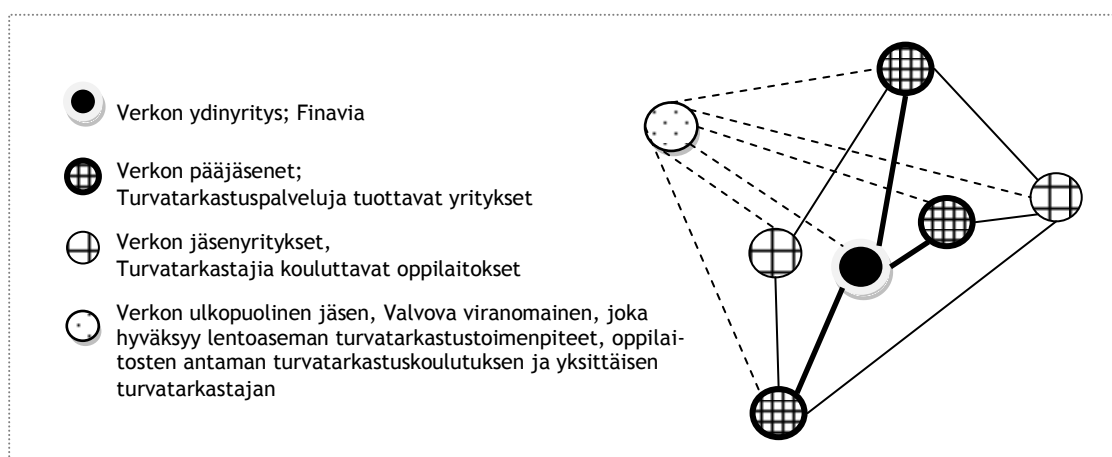 Verkon ydinyritys; Finavia
Verkon pääjäsenet;
Turvatarkastuspalveluja tuottavat yritykset
Verkon jäsenyritykset,
Turvatarkastajia kouluttavat oppilaitokset
Verkon ulkopuolinen jäsen, Valvova viranomainen, joka
hyväksyy lentoaseman turvatarkastustoimenpiteet, oppilai-
tosten antaman turvatarkastuskoulutuksen ja yksittäisen
turvatarkastajan